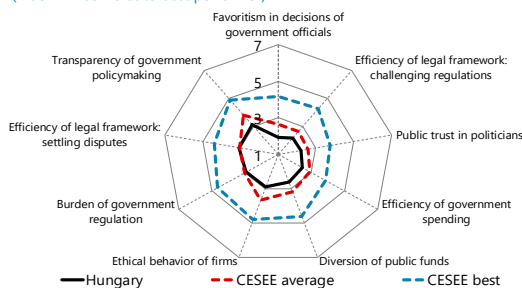 Favoritism in decisions of
government officials
Transparency of government
policymaking
Efficiency of legal framework:
challenging regulations
Efficiency of legal framework:
settling disputes
Public trust in politicians
Burden of government
regulation
Efficiency of government
spending
Ethical behavior of firms
Diversion of public funds
7
5
3
1
Hungary
CESEE average
CESEE best